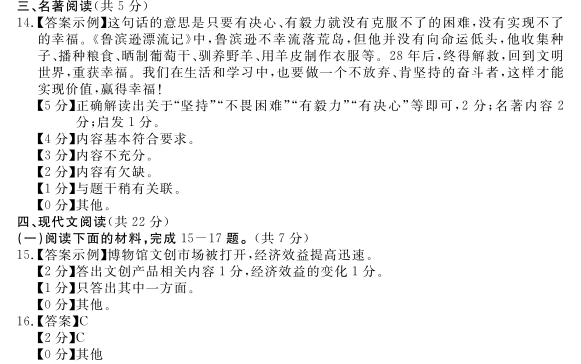 三、名著阅读(共 5 分)
14.【答案示例】这句话的意思是只要有决心、有毅力就没有克服不了的困难,没有实现不了
的幸福。《鲁滨逊漂流记》中,鲁滨逊不幸流落荒岛,但他并没有向命运低头,他收集种
子、播种粮食、晒制葡萄干、驯养野羊、用羊皮制作衣服等。28 年后,终得解救,回到文明
世界,重获幸福。我们在生活和学习中,也要做一个不放弃、肯坚持的奋斗者,这样才能
实现价值,赢得幸福!
【5 分】正确解读出关于“坚持”“不畏困难”“有毅力”“有决心”等即可,2 分;名著内容 2
分;启发 1 分。
【4 分】内容基本符合要求。
【3 分】内容不充分。
【2 分】内容有欠缺。
【1 分】与题干稍有关联。
【0 分】其他。
四、现代文阅读(共 22 分)
(一)阅读下面的材料,完成 15－17 题。(共 7 分)
15.【答案示例】博物馆文创市场被打开,经济效益提高迅速。
【2 分】答出文创产品相关内容 1 分,经济效益的变化 1 分。
【1 分】只答出其中一方面。
【0 分】其他。
16.【答案】C
【2 分】C
【0 分】其他